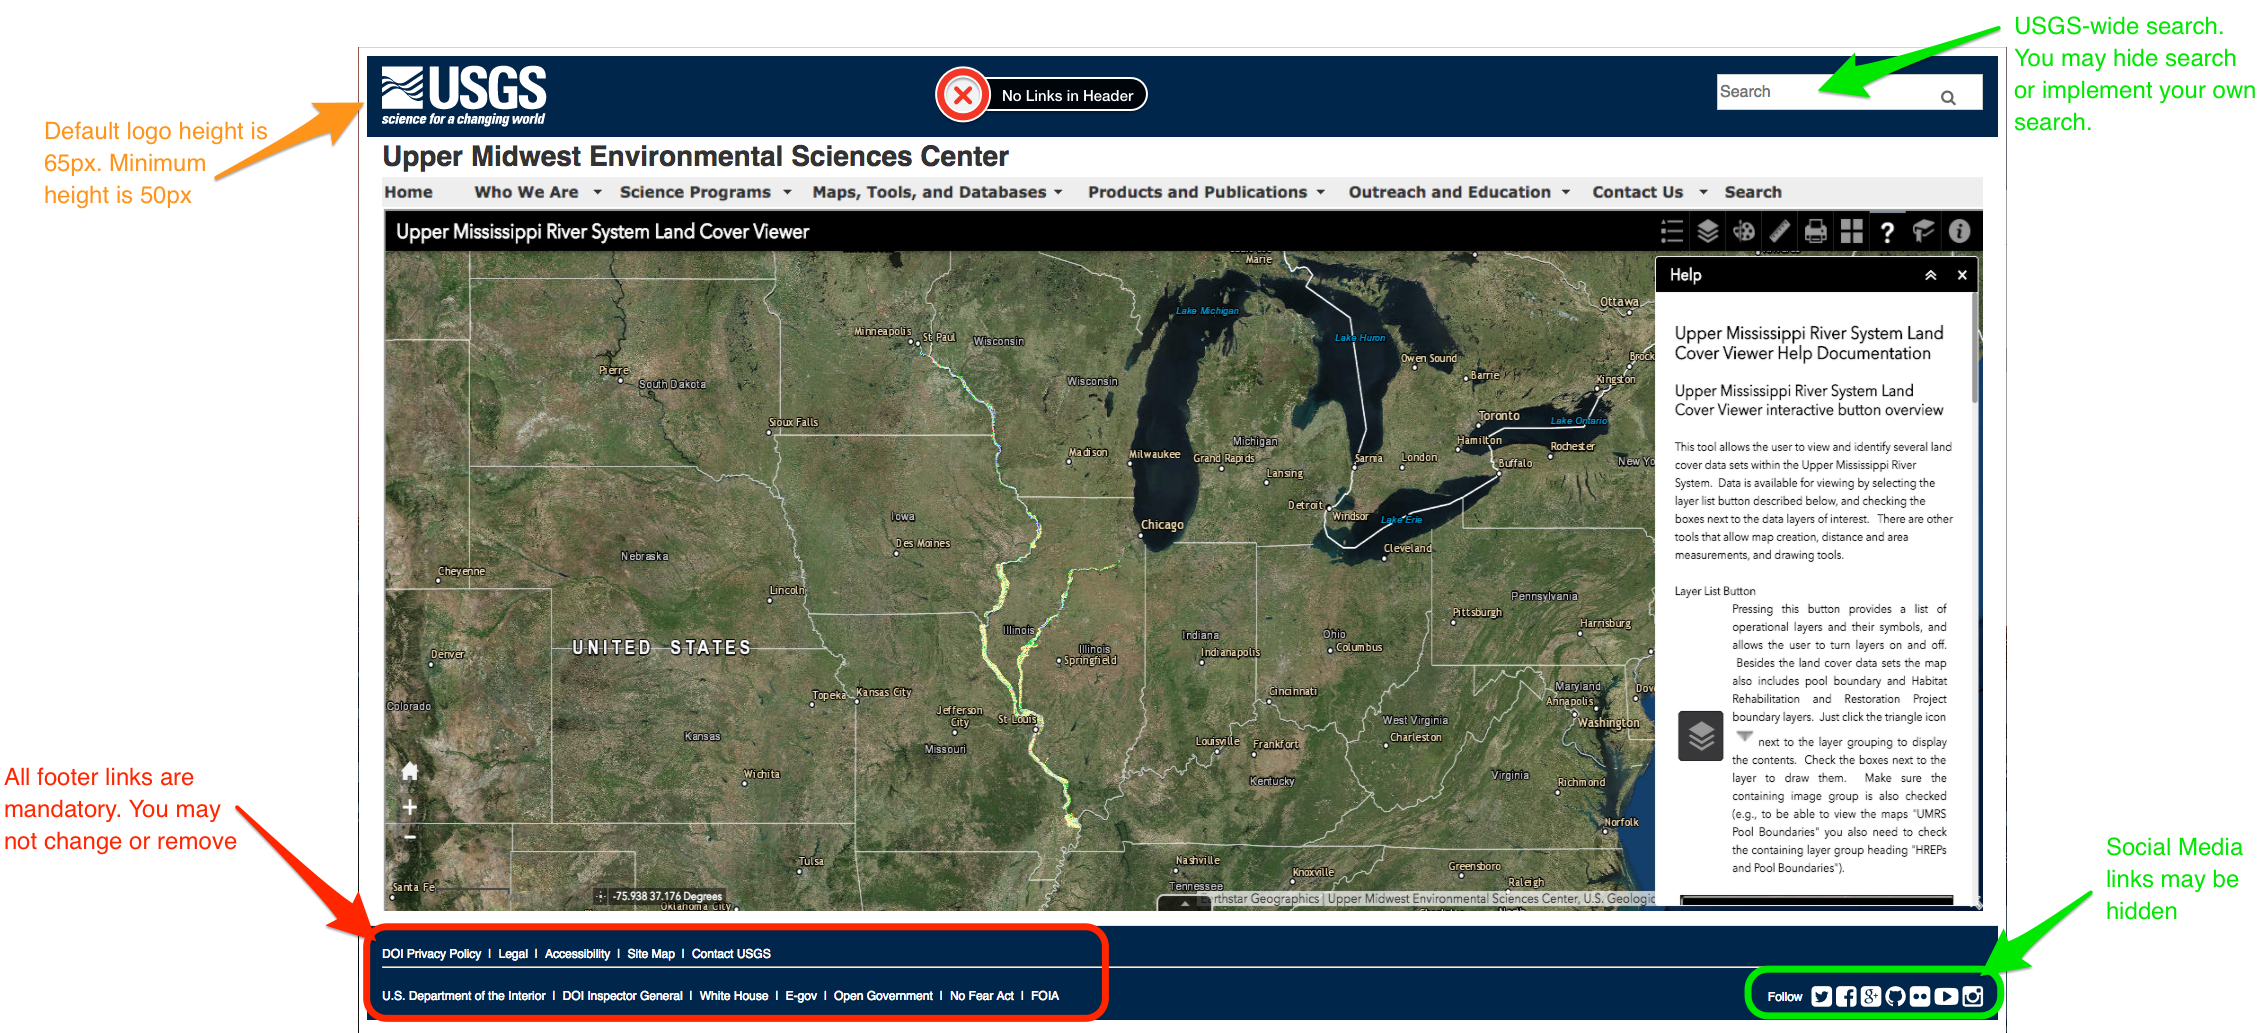 USGS-wide search.
You may hide search
or implement your own
search.
USGS
science for a changing world
No Links in Header
Search
Default logo height is
65px. Minimum
height is 50px
Upper Midwest Environmental Sciences Center
Home Who We Are Science Programs Maps, Tools, and Databases Products and Publications Outreach and Education Contact Us Search
Upper Mississippi River System Land Cover Viewer
?
Help
Marie
Ottawa
Lake Michigan
Minneapolis
St Paul
Wisconsin
Lake Huron
Owen Sound
Brock
Pierre
South Dakota
Wisconsin
Barrie
Kingston
Sioux Falls
Toronto
Lake Ontario
Madison
Milwaukee
Michigan
Grand Rapids
Hamilton
Rochester
Sarnia
London
Buffalo
New Yo
Lansing
Detroit
Windsor
Lake Erie
Iowa
Chicago
Des Moines
Cleveland
Nebraska
Cheyenne
Lincoln
Pennsylvania
Pittsburgh
Harrisburg
Illinois
Indiana
Ohio
UNITED STATES
Illinois
Springfield
Indianapolis
Columbus
Denver
Topeka
Kansas City
Cincinnati
Maryland
Dov
Annapolis
Colorado
Jefferson
City
St Louis
West Virginia
Washington
Kansas
Missouri
Louisville
Frankfort
Charleston
Wichita
Kentucky
Virginia
Richmond
Norfolk
Tulsa
Nashville
Tennessee
Knoxville
Greensboro
Raleigh
Santa Fe
Oklahoma City
-75.938 37.176 Degrees
Earthstar Geographics | Upper Midwest Environmental Sciences Center, U.S. Geologic
+
−
Upper Mississippi River System Land
Cover Viewer Help Documentation
Upper Mississippi River System Land
Cover Viewer interactive button overview
This tool allows the user to view and identify several land
cover data sets within the Upper Mississippi River
System. Data is available for viewing by selecting the
layer list button described below, and checking the
boxes next to the data layers of interest. There are other
tools that allow map creation, distance and area
measurements, and drawing tools.
Layer List Button
Pressing this button provides a list of
operational layers and their symbols, and
allows the user to turn layers on and off.
Besides the land cover data sets the map
also includes pool boundary and Habitat
Rehabilitation and Restoration Project
boundary layers. Just click the triangle icon
next to the layer grouping to display
the contents. Check the boxes next to the
layer to draw them. Make sure the
containing image group is also checked
(e.g., to be able to view the maps "UMRS
Pool Boundaries" you also need to check
the containing layer group heading "HREPs
and Pool Boundaries").
All footer links are
mandatory. You may
not change or remove
Social Media
links may be
hidden
DOI Privacy Policy | Legal | Accessibility | Site Map | Contact USGS
U.S. Department of the Interior | DOI Inspector General | White House | E-gov | Open Government | No Fear Act | FOIA
Follow